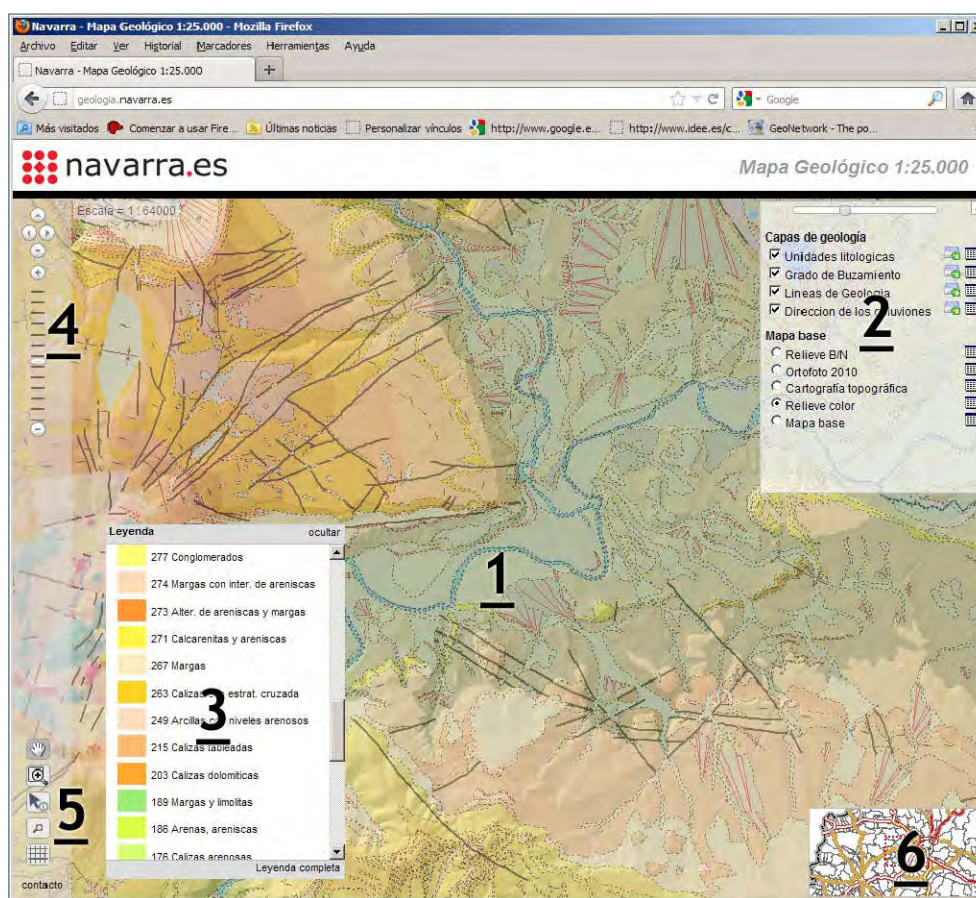 Navarra - Mapa Geológico 1:25.000 - Mozilla Firefox
Archivo Editar Ver Historial Marcadores Herramientas Ayuda
Navarra - Mapa Geológico 1:25.000
geologia.navarra.es
Google
Más visitados Comenzar a usar Fire... Últimas noticias Personalizar vínculos http://www.google.e... http://www.idee.es/c... GeoNetwork - The po...
navarra.es
Mapa Geológico 1:25.000
Escala = 1:64000
4
Capas de geología
Unidades litologicas
Grado de Buzamiento
Lineas de Geologia
Direccion de los coluviones
2
Mapa base
Relieve B/N
Ortofoto 2010
Cartografía topográfica
Relieve color
Mapa base
Leyenda ocultar
277 Conglomerados
274 Margas con inter. de areniscas
273 Alter. de areniscas y margas
271 Calcarenitas y areniscas
267 Margas
263 Calizas estrat. cruzada
249 Arcillas con niveles arenosos
215 Calizas tableadas
203 Calizas dolomiticas
189 Margas y limolitas
186 Arenas, areniscas
176 Calizas arenosas
Leyenda completa
3
1
5
contacto
6